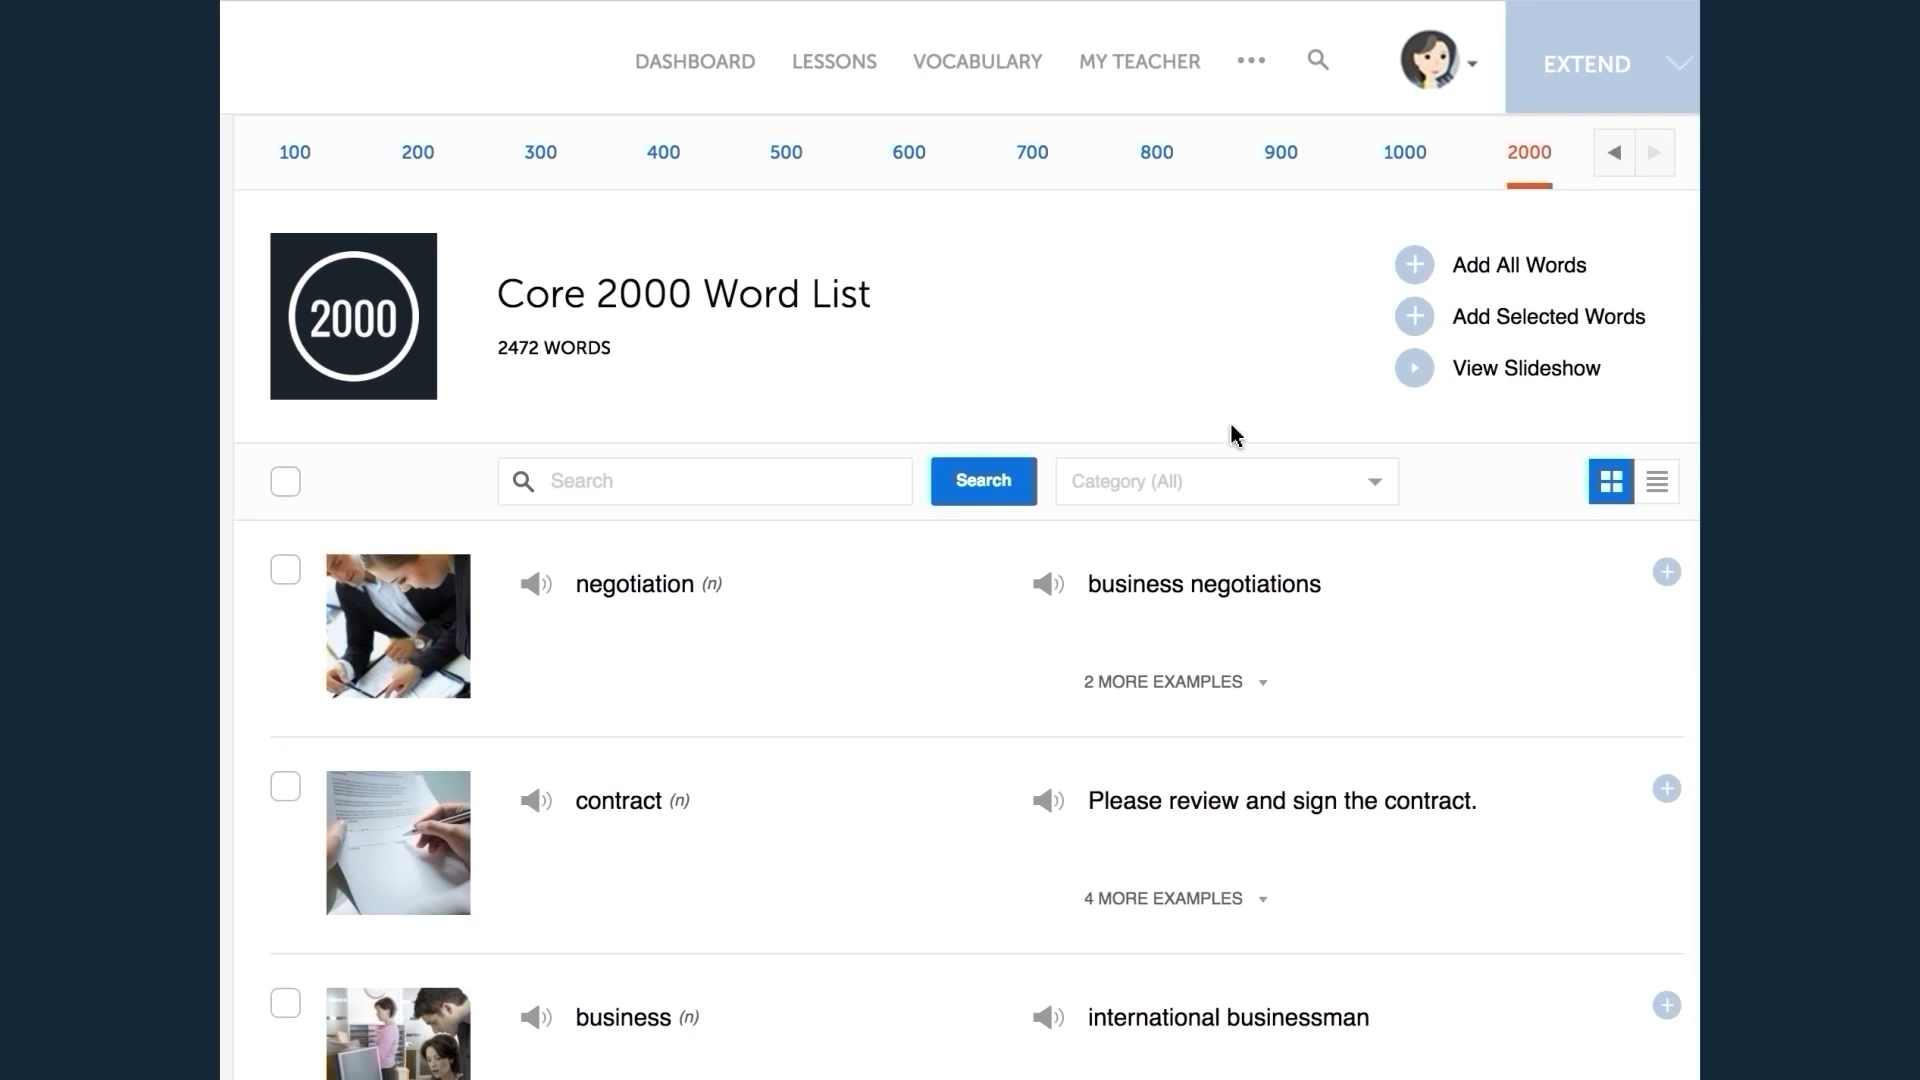 DASHBOARD LESSONS VOCABULARY MY TEACHER EXTEND
100 200 300 400 500 600 700 800 900 1000 2000
2000
Core 2000 Word List
2472 WORDS
Add All Words
Add Selected Words
View Slideshow
Search Search Category (All)
negotiation (n) business negotiations
2 MORE EXAMPLES
contract (n) Please review and sign the contract.
4 MORE EXAMPLES
business (n) international businessman